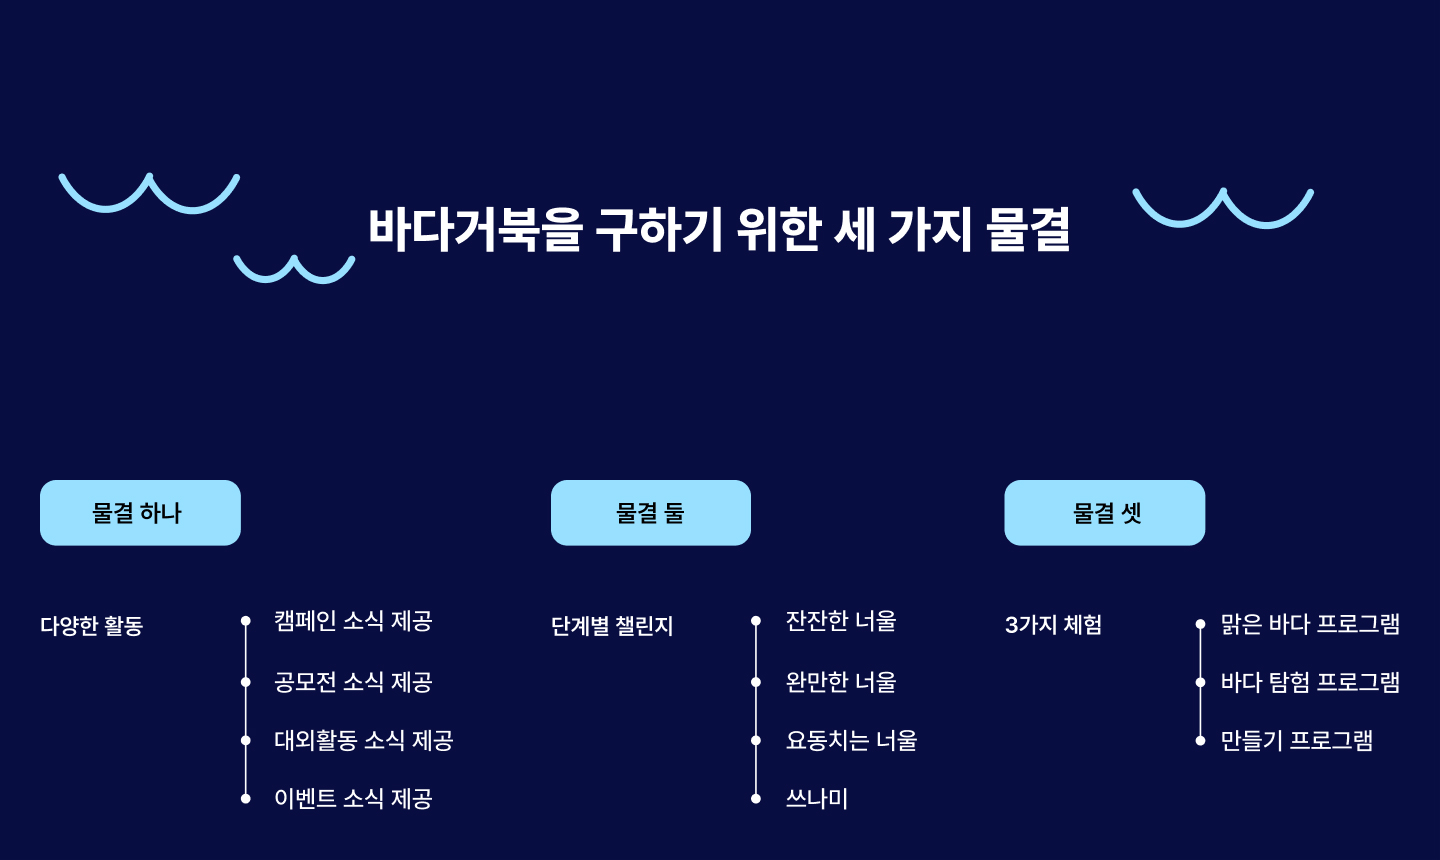 바다거북을 구하기 위한 세 가지 물결
물결 하나
다양한 활동
캠페인 소식 제공
공모전 소식 제공
대외활동 소식 제공
이벤트 소식 제공
물결 둘
단계별 챌린지
잔잔한 너울
완만한 너울
요동치는 너울
쓰나미
물결 셋
3가지 체험
맑은 바다 프로그램
바다 탐험 프로그램
만들기 프로그램